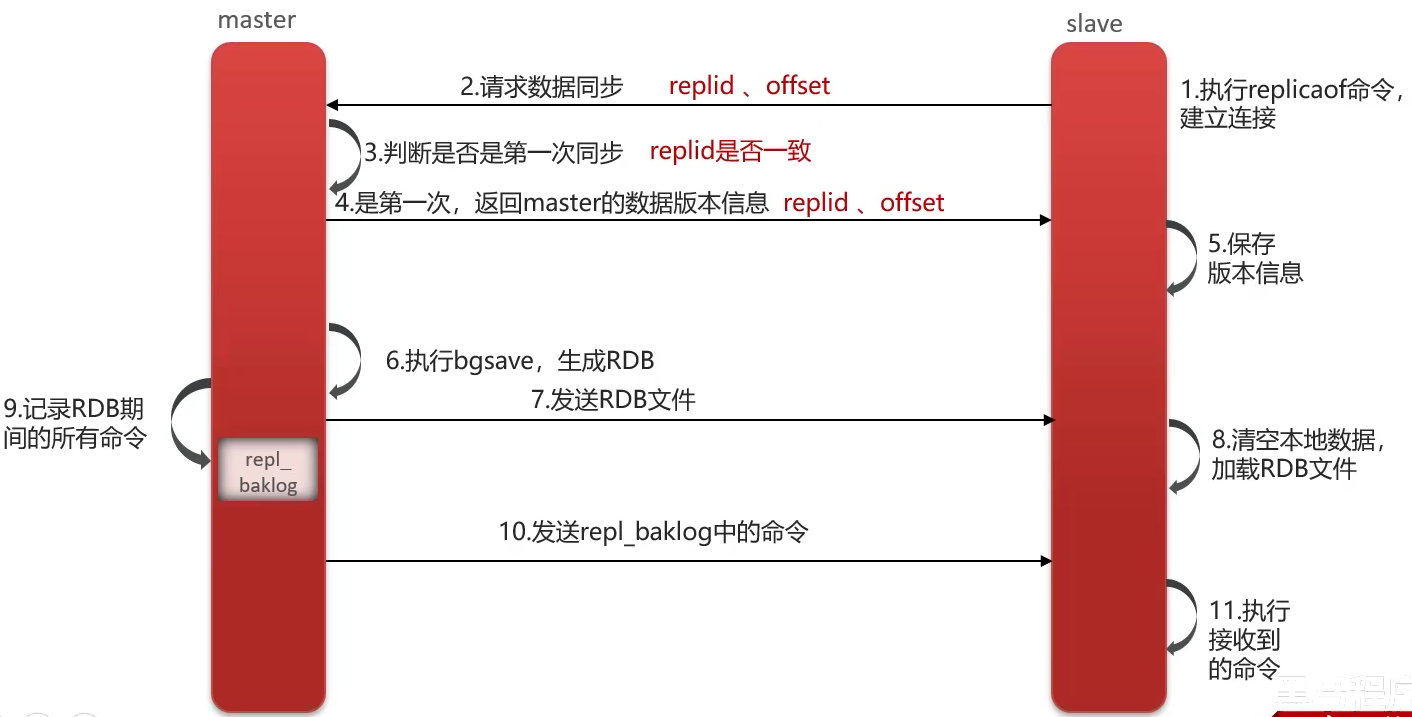 master
slave
2.请求数据同步 replid 、offset
1.执行replicaof命令，
建立连接
3.判断是否是第一次同步 replid是否一致
4.是第一次，返回master的数据版本信息 replid 、offset
5.保存
版本信息
6.执行bgsave，生成RDB
7.发送RDB文件
9.记录RDB期
间的所有命令
repl_
baklog
8.清空本地数据，
加载RDB文件
10.发送repl_baklog中的命令
11.执行
接收到
的命令